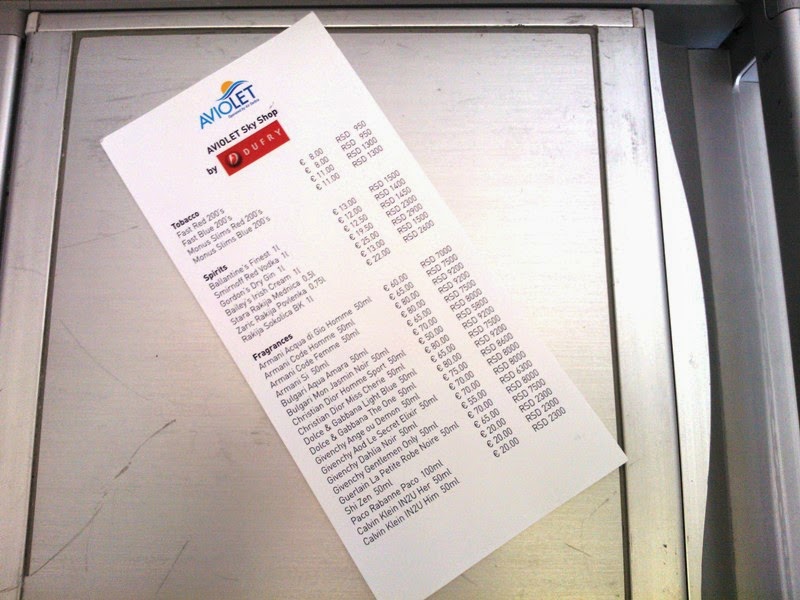 AVIOLET
AVIOLET Sky Shop
by DUFRY
Tobacco
Fast Red 200's € 8.00 RSD 950
Fast Blue 200's € 8.00 RSD 950
Monus Slims Red 200's € 11.00 RSD 1300
Monus Slims Blue 200's € 11.00 RSD 1300
Spirits
Ballantine's Finest 1l € 13.00 RSD 1500
Smirnoff Red Vodka 1l € 12.00 RSD 1400
Gordon's Dry Gin 1l € 12.50 RSD 1450
Bailey's Irish Cream 1l € 19.50 RSD 2300
Stara Rakija Mednica 0,5l € 25.00 RSD 2900
Zaric Rakija Povlenka 0,75l € 13.00 RSD 1500
Rakija Sokolica BK 1l € 22.00 RSD 2600
Fragrances
Armani Acqua di Gio Homme 50ml € 60.00 RSD 7000
Armani Code Homme 50ml € 65.00 RSD 7500
Armani Code Femme 50ml € 80.00 RSD 9200
Armani Si 50ml € 80.00 RSD 9200
Bulgari Aqua Amara 50ml € 65.00 RSD 7500
Bulgari Mon Jasmin Noir 50ml € 70.00 RSD 8000
Christian Dior Homme Sport 50ml € 50.00 RSD 5800
Christian Dior Miss Cherie 50ml € 80.00 RSD 9200
Dolce & Gabbana Light Blue 50ml € 65.00 RSD 7500
Dolce & Gabbana The One 50ml € 80.00 RSD 9200
Givenchy Ange ou Demon 50ml € 75.00 RSD 8600
Givenchy Aod Le Secret Elixir 50ml € 70.00 RSD 8000
Givenchy Dahlia Noir 50ml € 70.00 RSD 8000
Givenchy Gentlemen Only 50ml € 55.00 RSD 6300
Guerlain La Petite Robe Noire 50ml € 70.00 RSD 8000
Shi Zen 50ml € 65.00 RSD 7500
Paco Rabanne Paco 100ml € 20.00 RSD 2300
Calvin Klein IN2U Her 50ml € 20.00 RSD 2300
Calvin Klein IN2U Him 50ml € 20.00 RSD 2300